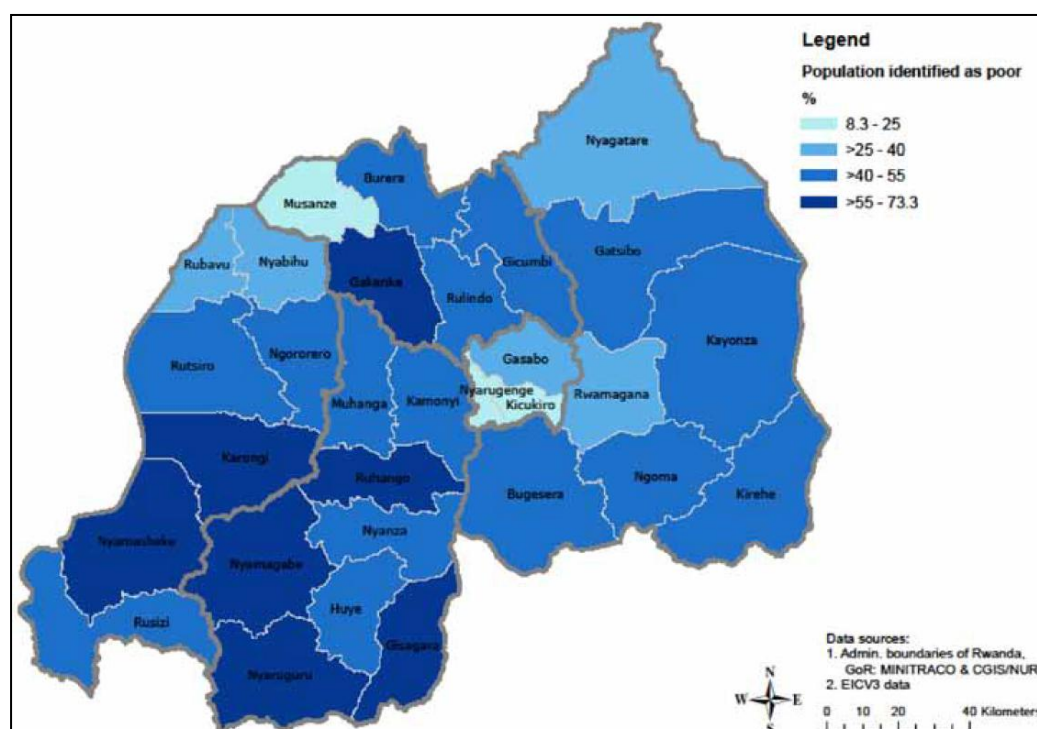 Legend
Population identified as poor
%
8.3 - 25
>25 - 40
>40 - 55
>55 - 73.3
Nyagatare
Burera
Musanze
Gatsibo
Rubavu
Nyabihu
Gicumbi
Gakenke
Rulindo
Kayonza
Gasabo
Rutsiro
Ngororero
Nyarugenge
Rwamagana
Muhanga
Kamonyi
Kicukiro
Karongi
Ruhango
Ngoma
Bugesera
Kirehe
Nyanza
Nyamasheke
Nyamagabe
Huye
Rusizi
Gisagara
Nyaruguru
Data sources:
1. Admin. boundaries of Rwanda,
GoR: MINITRACO & CGIS/NUR
2. EICV3 data
N
W E
S
0 10 20 40 Kilometers